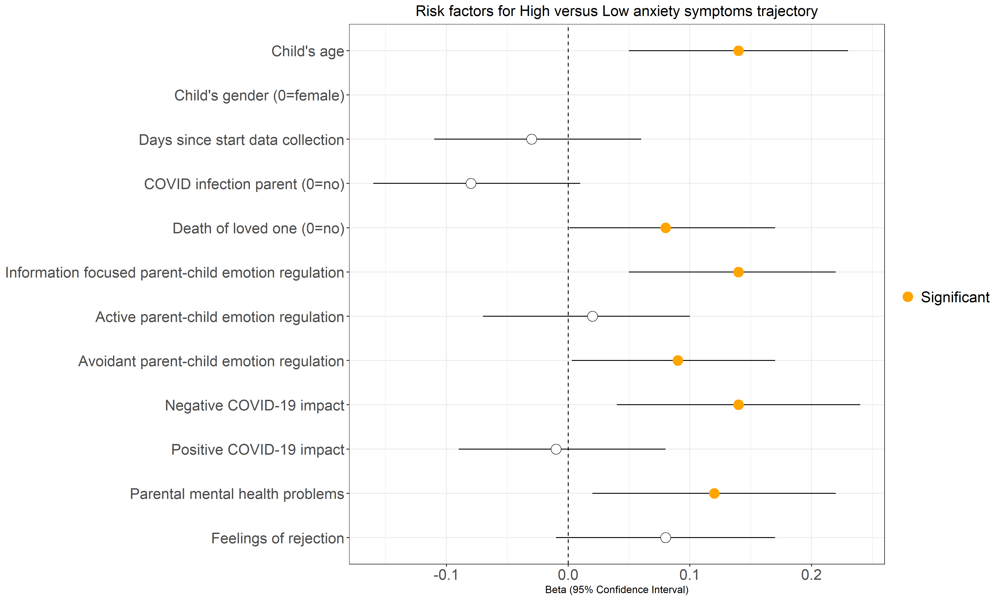 Risk factors for High versus Low anxiety symptoms trajectory
Child's age
Child's gender (0=female)
Days since start data collection
COVID infection parent (0=no)
Death of loved one (0=no)
Information focused parent-child emotion regulation
Active parent-child emotion regulation
Avoidant parent-child emotion regulation
Negative COVID-19 impact
Positive COVID-19 impact
Parental mental health problems
Feelings of rejection
Significant
-0.1 0.0 0.1 0.2
Beta (95% Confidence Interval)